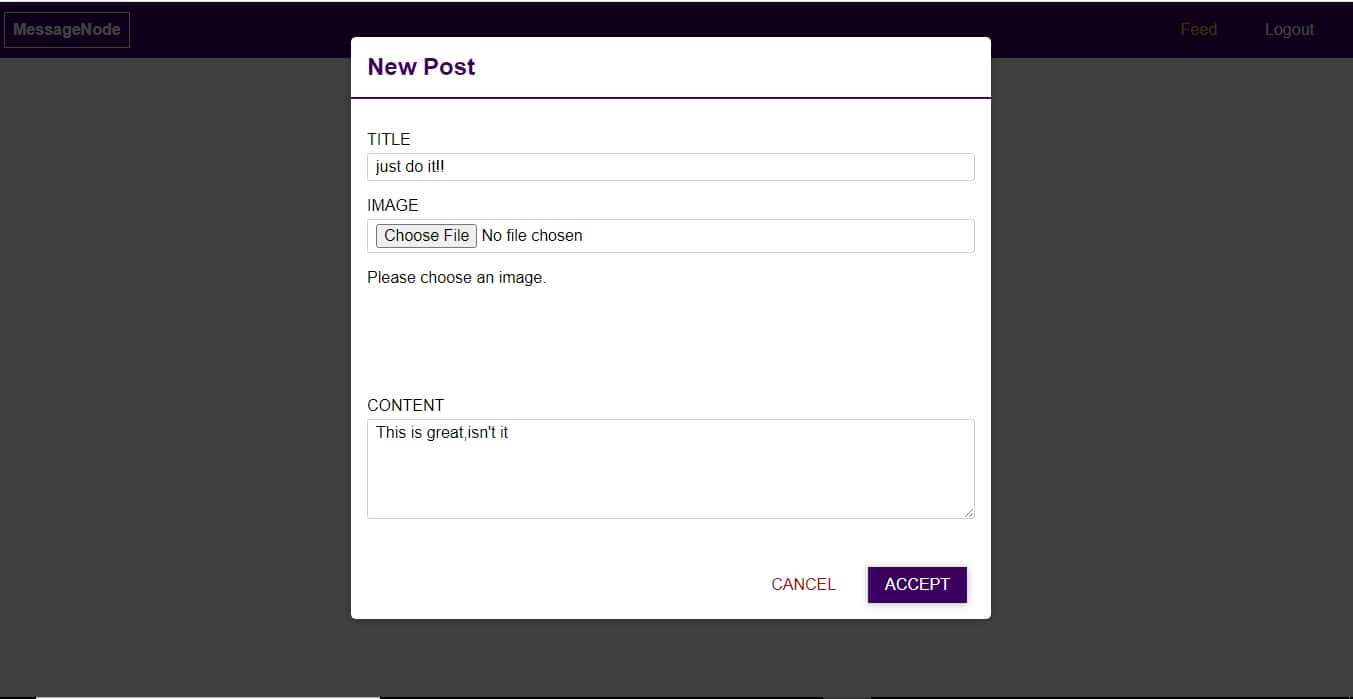 MessageNode
Feed
Logout
New Post
TITLE
just do it!!
IMAGE
Choose File No file chosen
Please choose an image.
CONTENT
This is great,isn't it
CANCEL
ACCEPT